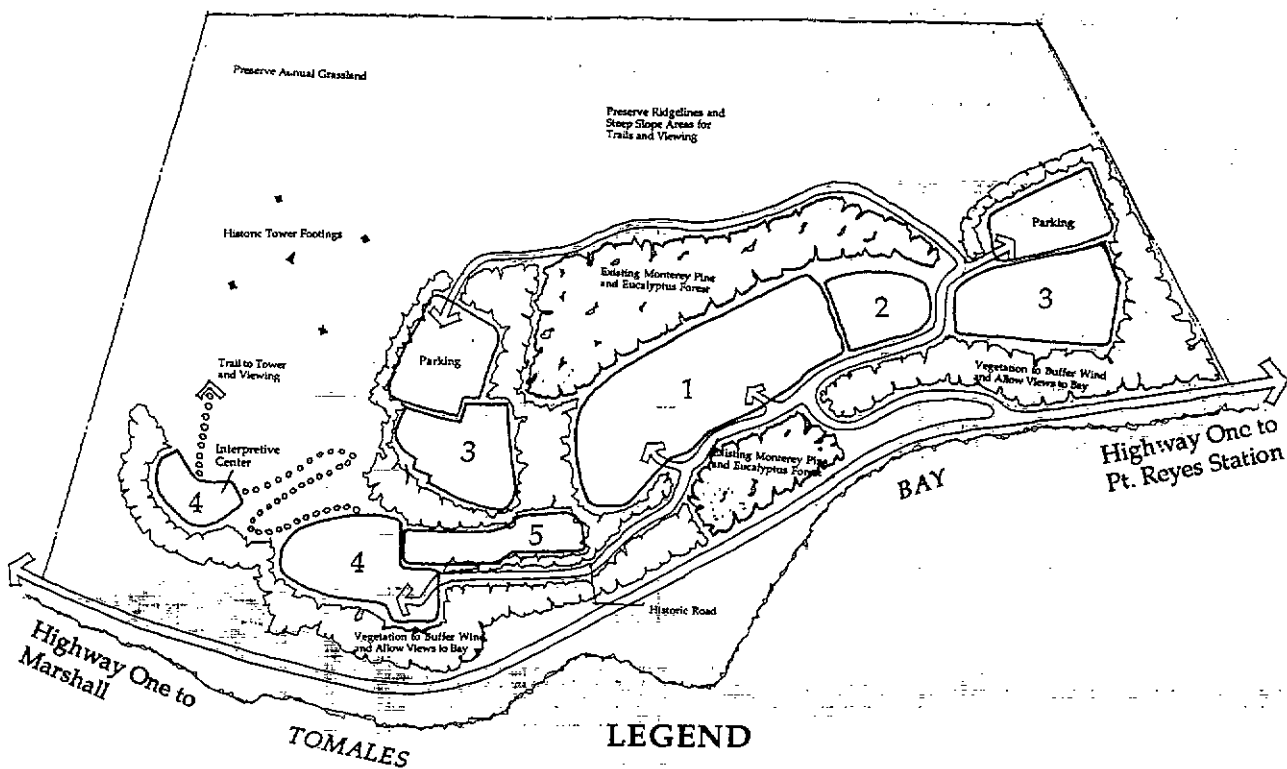 Preserve Annual Grassland
Preserve Ridgelines and
Steep Slope Areas for
Trails and Viewing
Parking
Historic Tower Footings
Existing Monterey Pine
and Eucalyptus Forest
2
3
Parking
Trail to Tower
and Viewing
1
Vegetation to Buffer Wind
and Allow Views to Bay
3
Interpretive
Center
4
Existing Monterey Pine
and Eucalyptus Forest
Highway One to
Pt. Reyes Station
BAY
5
4
Historic Road
Vegetation to Buffer Wind
and Allow Views to Bay
Highway One to
Marshall
TOMALES
LEGEND